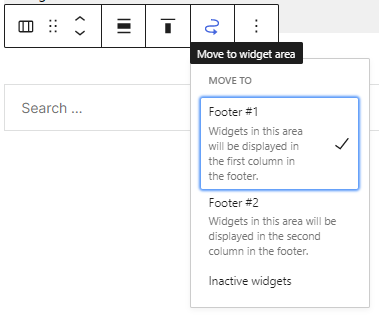 Move to widget area
MOVE TO
Search ...
Footer #1
Widgets in this area
will be displayed in
the first column in
the footer.
Footer #2
Widgets in this area will be
displayed in the second
column in the footer.
Inactive widgets